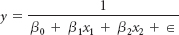 y = 1 / (β₀ + β₁x₁ + β₂x₂ + ∈)